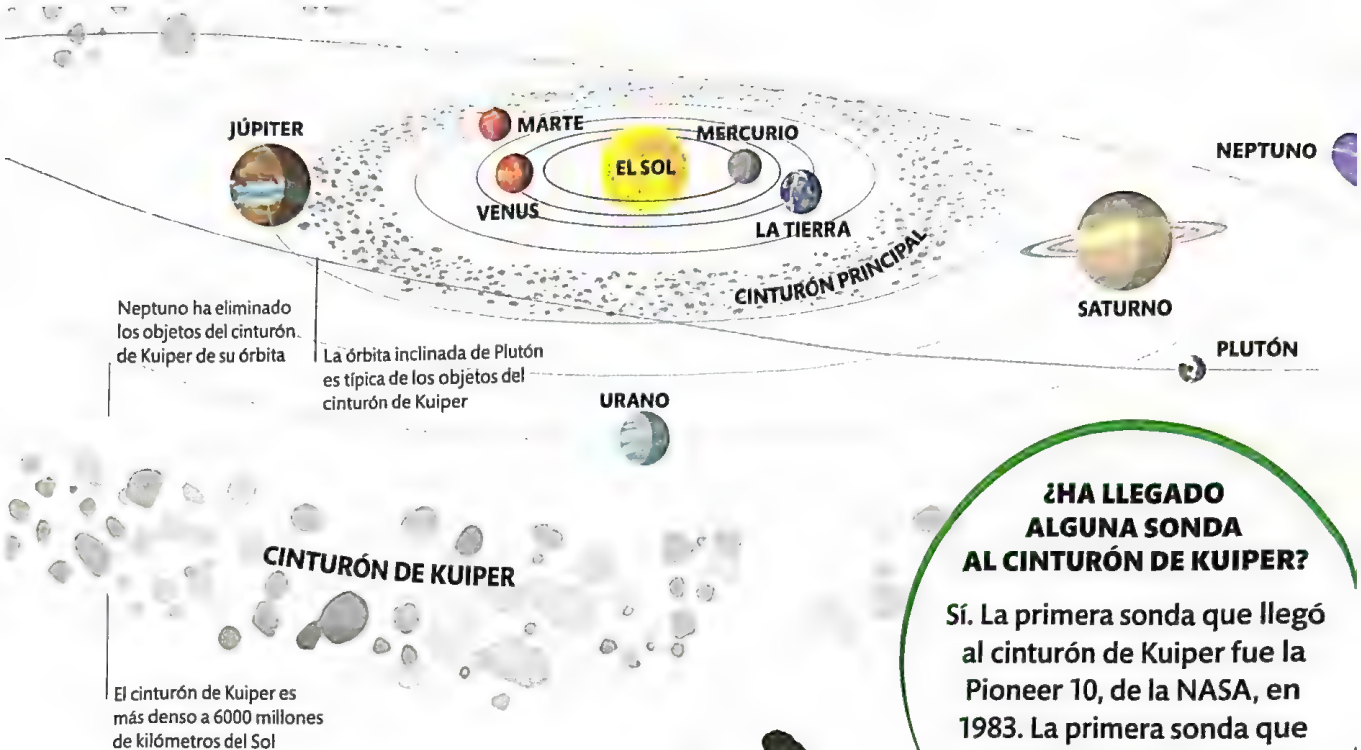 JÚPITER
MARTE
MERCURIO
NEPTUNO
EL SOL
VENUS
LA TIERRA
CINTURÓN PRINCIPAL
SATURNO
Neptuno ha eliminado
los objetos del cinturón
de Kuiper de su órbita
La órbita inclinada de Plutón
es típica de los objetos del
cinturón de Kuiper
PLUTÓN
URANO
CINTURÓN DE KUIPER
El cinturón de Kuiper es
más denso a 6000 millones
de kilómetros del Sol
¿HA LLEGADO
ALGUNA SONDA
AL CINTURÓN DE KUIPER?
Sí. La primera sonda que llegó
al cinturón de Kuiper fue la
Pioneer 10, de la NASA, en
1983. La primera sonda que